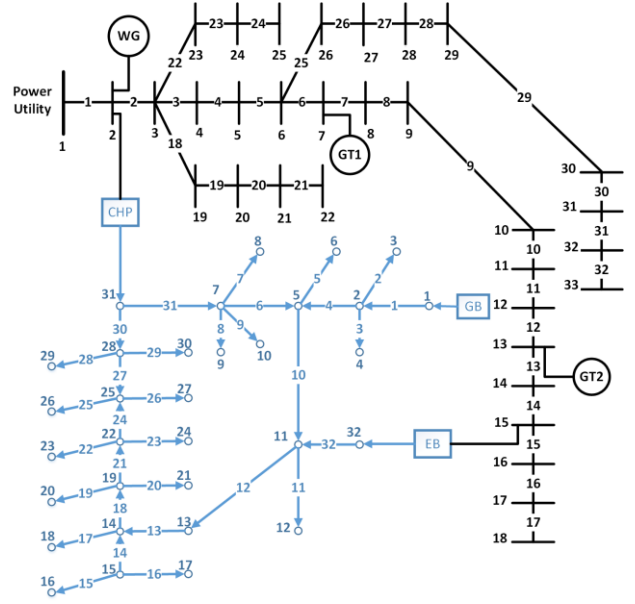 23 24
22
23 24 25
26 27 28
25
26 27 28 29
29
WG
Power
Utility
1 2 3 4 5 6 7 8
1 2 3 4 5 6 7 8 9
GT1
18
19 20 21
19 20 21 22
9
30
30
31
31
32
32
33
CHP
10
10
11
11
12
12
13
13
14
14
15
15
16
16
17
17
18
GT2
8 6 3
7 5 2
31 31 7 6 5 4 2 1 1 GB
30 8 9 3
9 10 4
29 28 28 29 30
27
26 25 25 26 27
24
10
23 22 22 23 24
21
11 32 32 EB
20 19 19 20 21
18
12 11
18 17 14 13 13
14
12
16 15 15 16 17